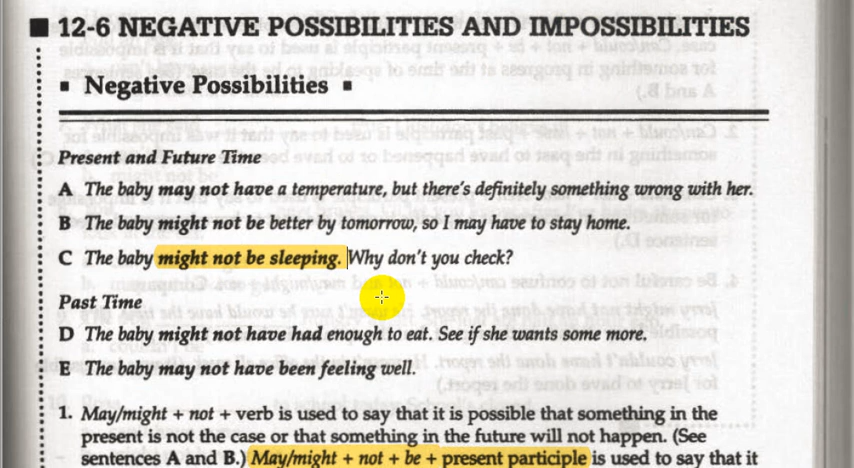 ■ 12-6 NEGATIVE POSSIBILITIES AND IMPOSSIBILITIES
▪ Negative Possibilities ▪
Present and Future Time
A The baby may not have a temperature, but there's definitely something wrong with her.
B The baby might not be better by tomorrow, so I may have to stay home.
C The baby might not be sleeping. Why don't you check?
Past Time
D The baby might not have had enough to eat. See if she wants some more.
E The baby may not have been feeling well.
1. May/might + not + verb is used to say that it is possible that something in the
present is not the case or that something in the future will not happen. (See
sentences A and B.) May/might + not + be + present participle is used to say that it